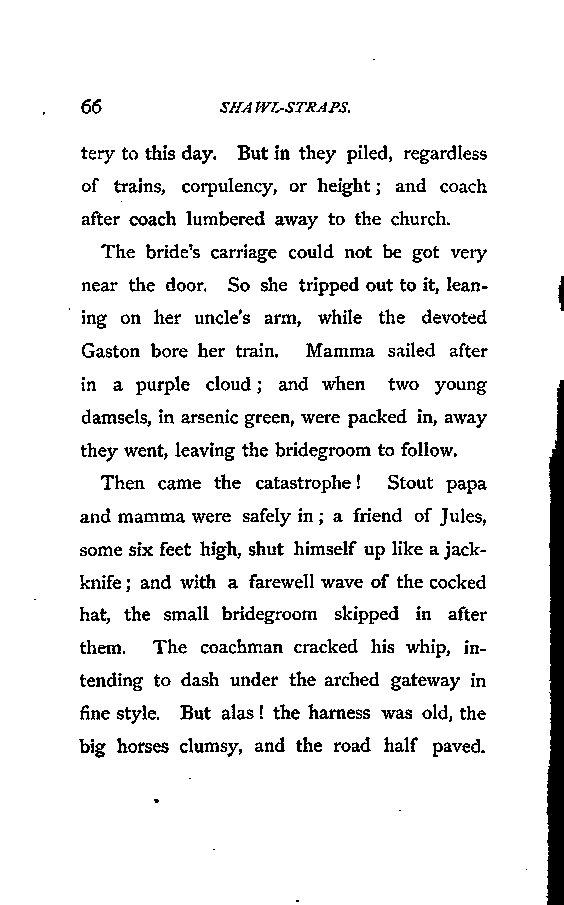 66 SHAWL-STRAPS.
tery to this day. But in they piled, regardless
of trains, corpulency, or height; and coach
after coach lumbered away to the church.
The bride's carriage could not be got very
near the door. So she tripped out to it, lean-
ing on her uncle's arm, while the devoted
Gaston bore her train. Mamma sailed after
in a purple cloud; and when two young
damsels, in arsenic green, were packed in, away
they went, leaving the bridegroom to follow.
Then came the catastrophe! Stout papa
and mamma were safely in; a friend of Jules,
some six feet high, shut himself up like a jack-
knife; and with a farewell wave of the cocked
hat, the small bridegroom skipped in after
them. The coachman cracked his whip, in-
tending to dash under the arched gateway in
fine style. But alas! the harness was old, the
big horses clumsy, and the road half paved.